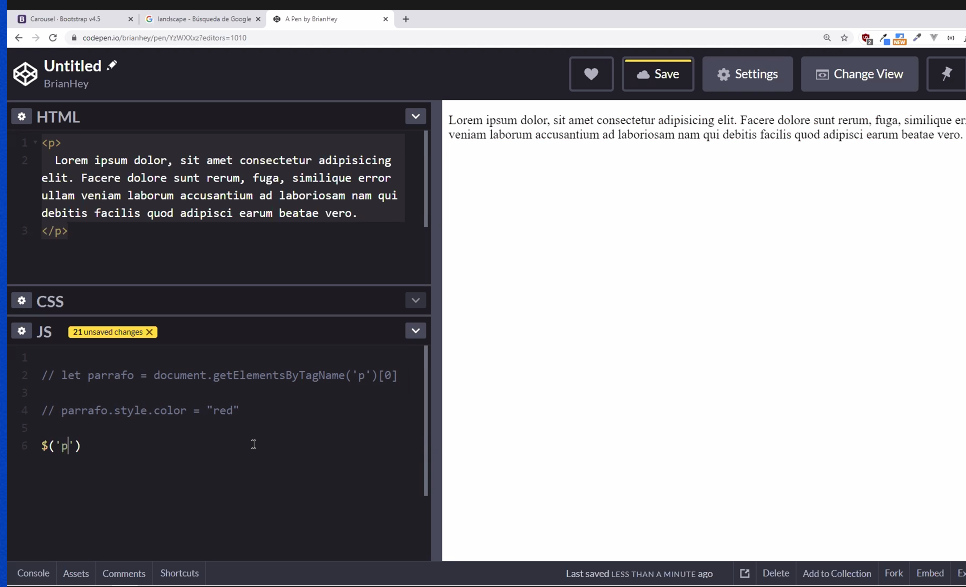 Carousel · Bootstrap v4.5
landscape - Búsqueda de Google
A Pen by BrianHey
codepen.io/brianhey/pen/YzWXXxz?editors=1010
2
NEW
Untitled
BrianHey
Save
Settings
Change View
HTML
1 <p>
2 Lorem ipsum dolor, sit amet consectetur adipisicing
elit. Facere dolore sunt rerum, fuga, similique error
ullam veniam laborum accusantium ad laboriosam nam qui
debitis facilis quod adipisci earum beatae vero.
3 </p>
CSS
JS 21 unsaved changes
1
2 // let parrafo = document.getElementsByTagName('p')[0]
3
4 // parrafo.style.color = "red"
5
6 $('p')
Lorem ipsum dolor, sit amet consectetur adipisicing elit. Facere dolore sunt rerum, fuga, similique er
veniam laborum accusantium ad laboriosam nam qui debitis facilis quod adipisci earum beatae vero.
Console Assets Comments Shortcuts
Last saved LESS THAN A MINUTE ago
Delete Add to Collection Fork Embed Ex